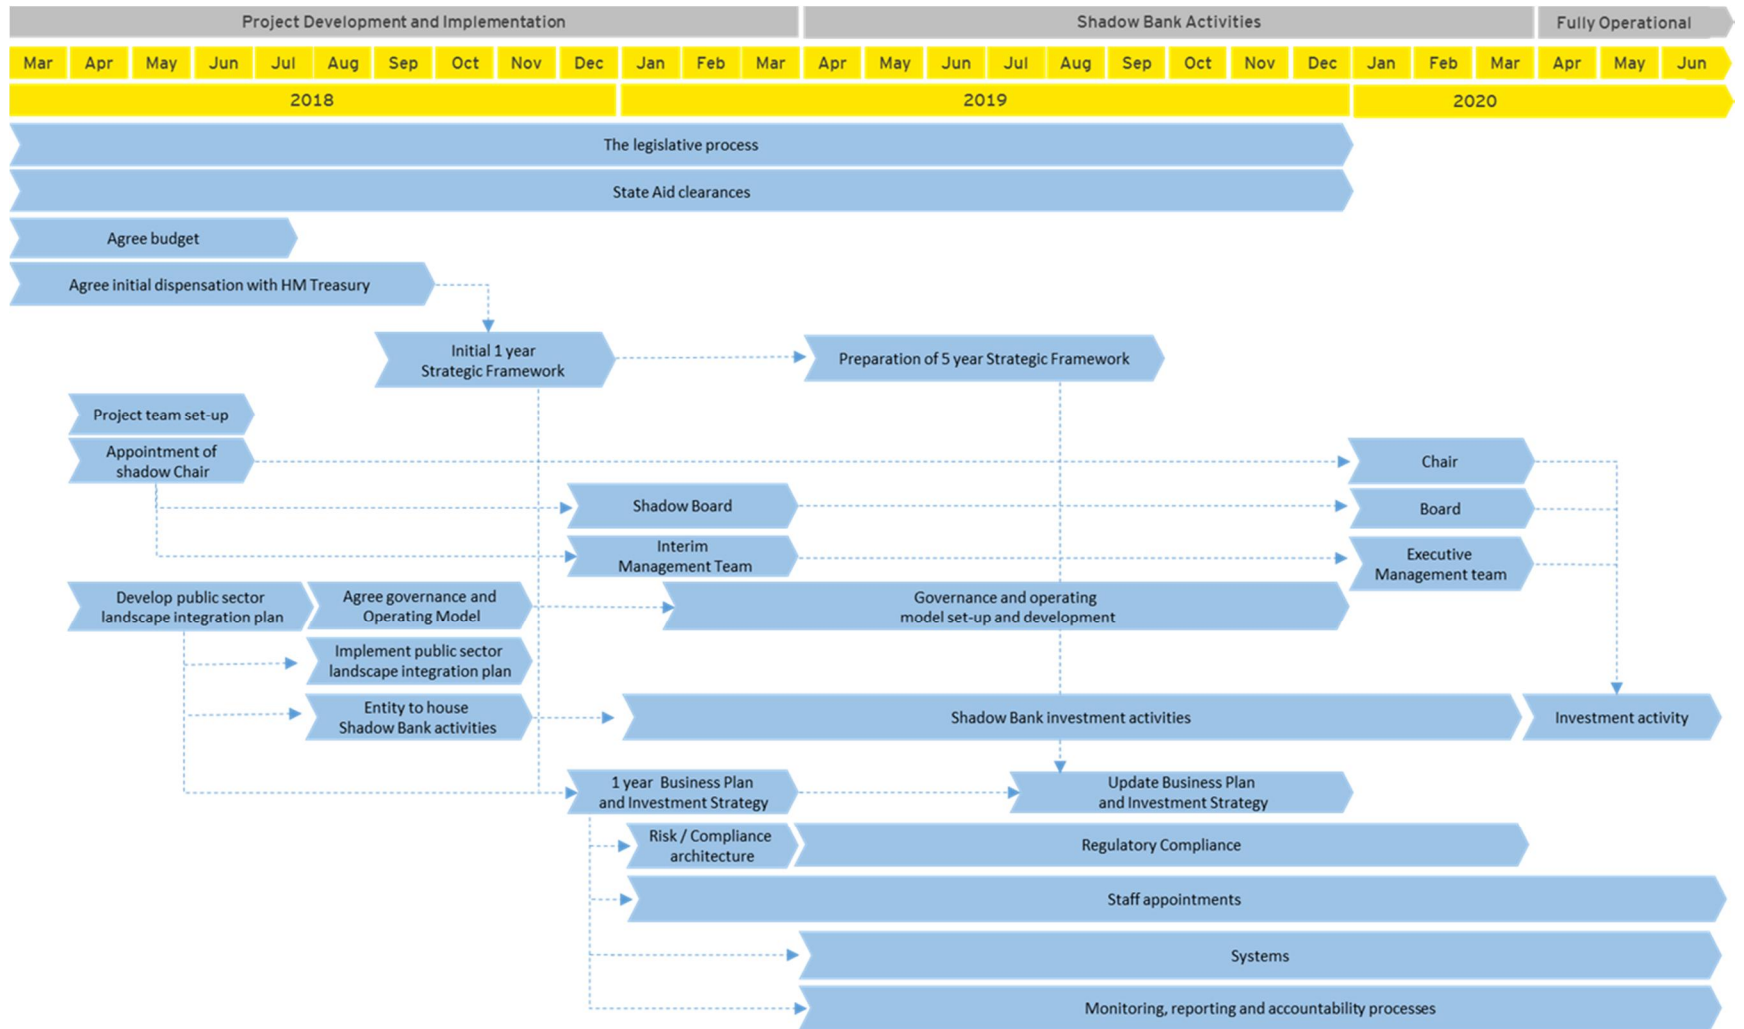 Project Development and Implementation Shadow Bank Activities Fully Operational
Mar Apr May Jun Jul Aug Sep Oct Nov Dec Jan Feb Mar Apr May Jun Jul Aug Sep Oct Nov Dec Jan Feb Mar Apr May Jun
2018 2019 2020
The legislative process
State Aid clearances
Agree budget
Agree initial dispensation with HM Treasury
Initial 1 year
Strategic Framework
Preparation of 5 year Strategic Framework
Project team set-up
Appointment of
shadow Chair
Chair
Shadow Board
Board
Interim
Management Team
Executive
Management team
Develop public sector
landscape integration plan
Agree governance and
Operating Model
Governance and operating
model set-up and development
Implement public sector
landscape integration plan
Entity to house
Shadow Bank activities
Shadow Bank investment activities
Investment activity
1 year Business Plan
and Investment Strategy
Update Business Plan
and Investment Strategy
Risk / Compliance
architecture
Regulatory Compliance
Staff appointments
Systems
Monitoring, reporting and accountability processes